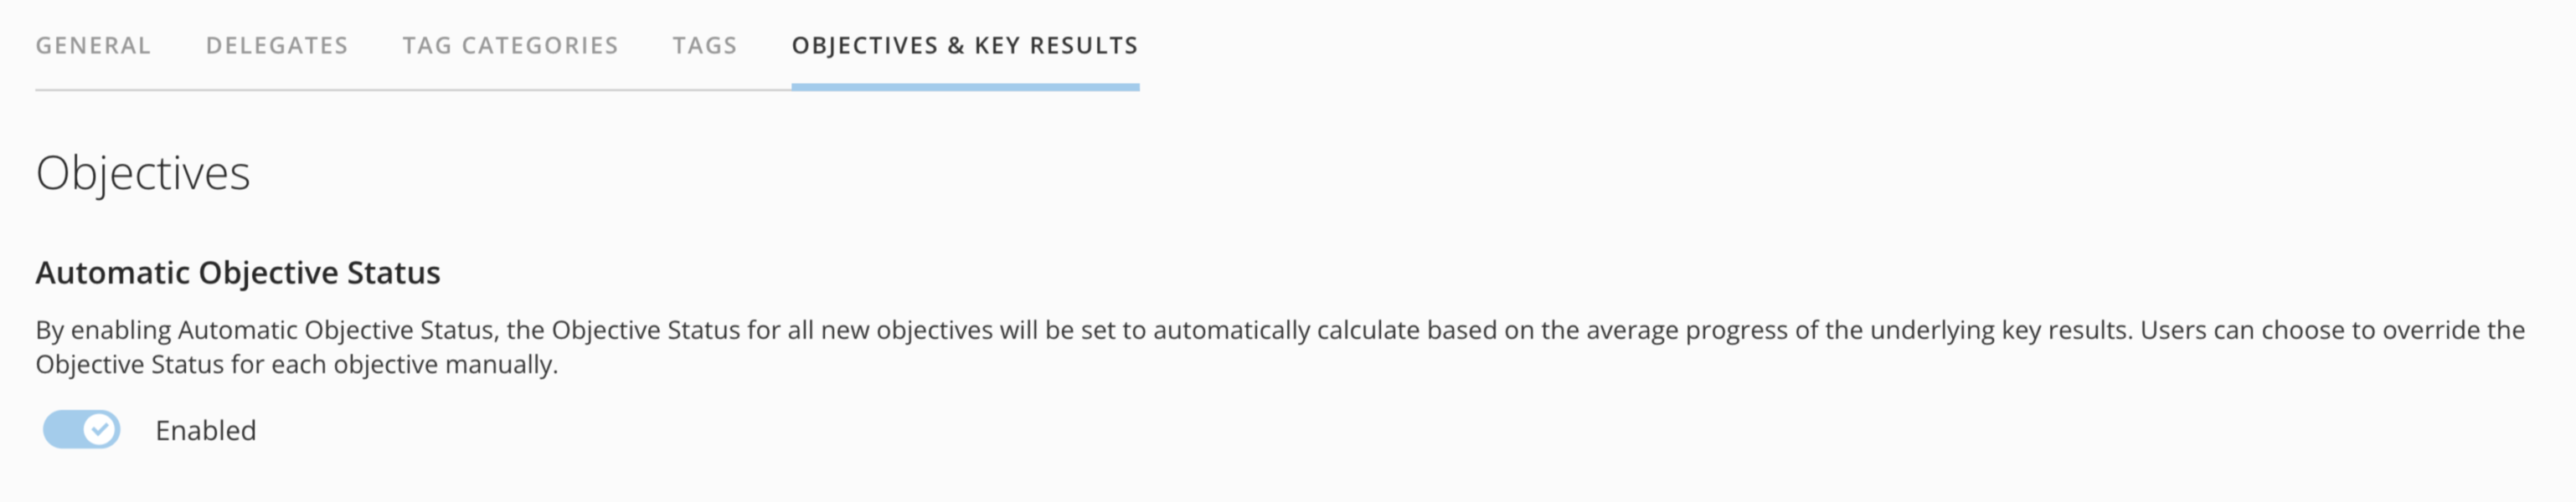 GENERAL DELEGATES TAG CATEGORIES TAGS OBJECTIVES & KEY RESULTS
Objectives
Automatic Objective Status
By enabling Automatic Objective Status, the Objective Status for all new objectives will be set to automatically calculate based on the average progress of the underlying key results. Users can choose to override the
Objective Status for each objective manually.
Enabled